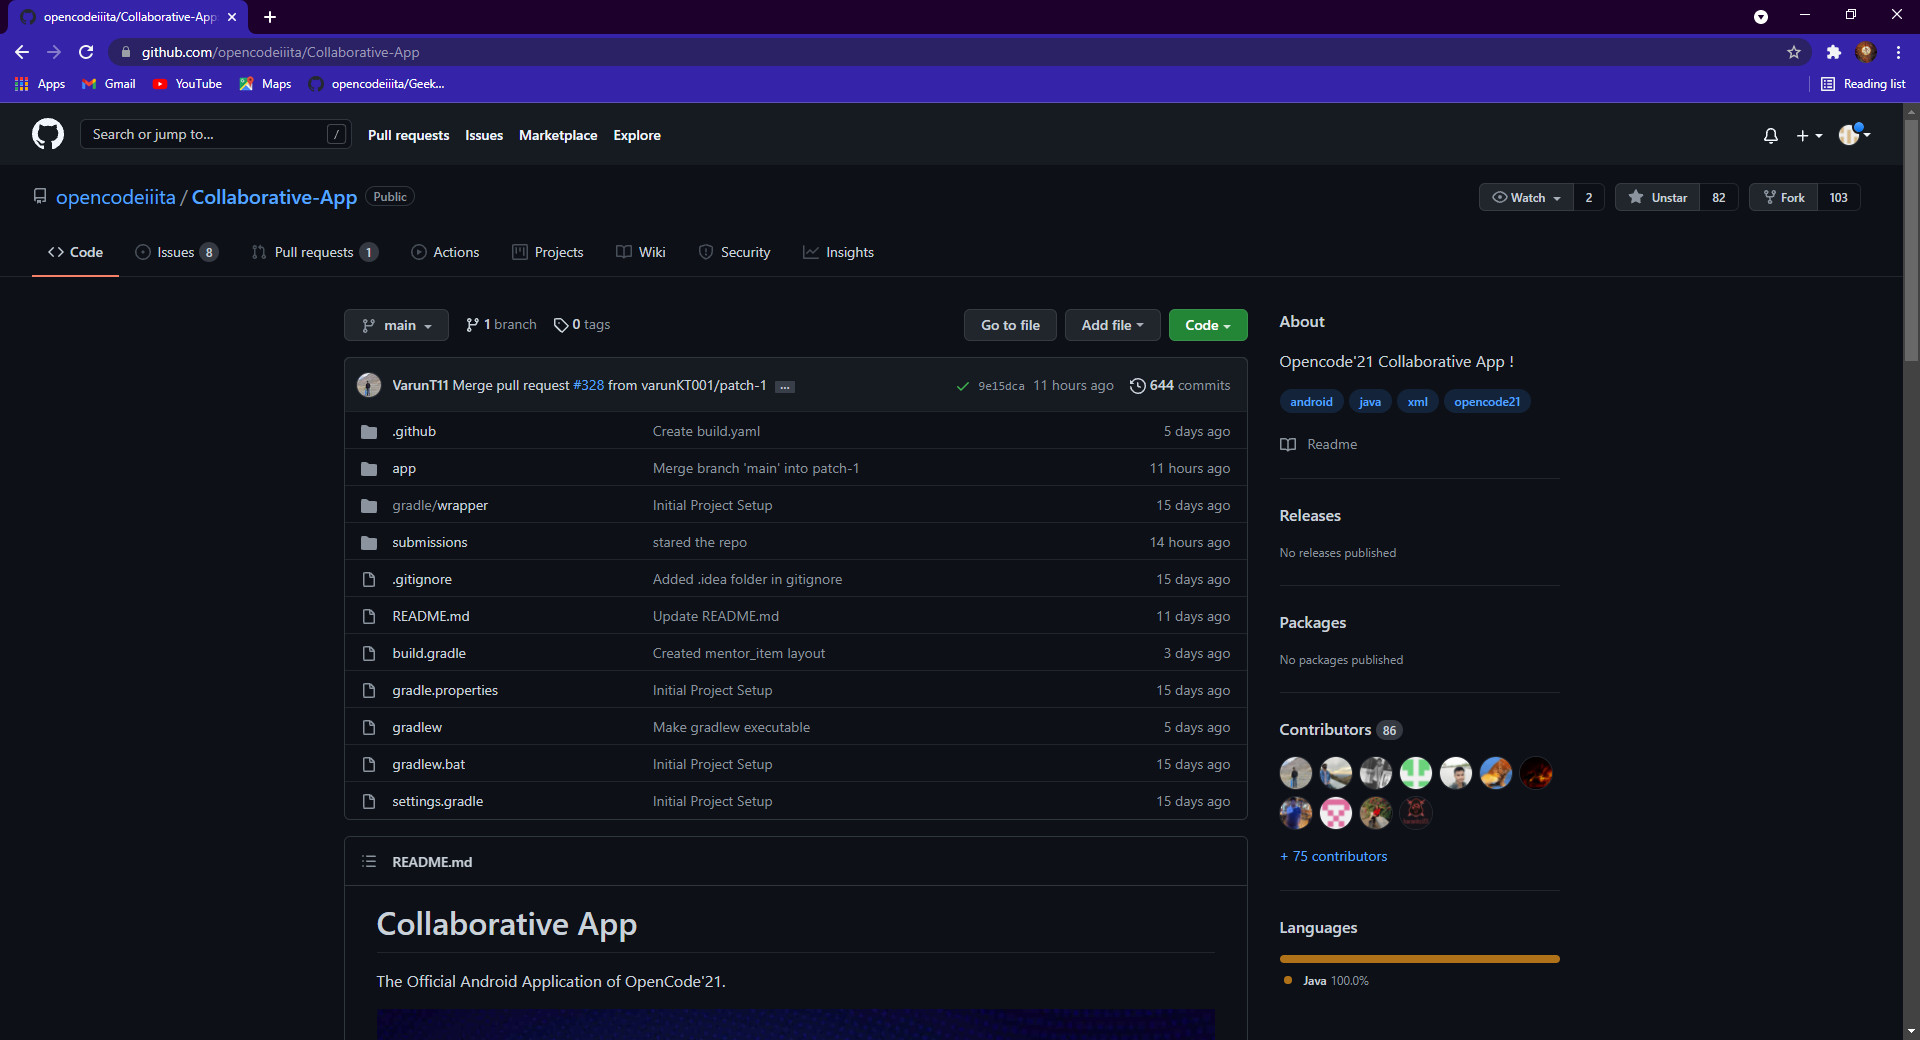 opencodeiiita/Collaborative-App
github.com/opencodeiiita/Collaborative-App
Apps Gmail YouTube Maps opencodeiiita/Geek... Reading list
Search or jump to... / Pull requests Issues Marketplace Explore
opencodeiiita / Collaborative-App Public Watch 2 Unstar 82 Fork 103
Code Issues 8 Pull requests 1 Actions Projects Wiki Security Insights
main 1 branch 0 tags Go to file Add file Code
VarunT11 Merge pull request #328 from varunKT001/patch-1 ... 9e15dca 11 hours ago 644 commits
.github Create build.yaml 5 days ago
app Merge branch 'main' into patch-1 11 hours ago
gradle/wrapper Initial Project Setup 15 days ago
submissions stared the repo 14 hours ago
.gitignore Added .idea folder in gitignore 15 days ago
README.md Update README.md 11 days ago
build.gradle Created mentor_item layout 3 days ago
gradle.properties Initial Project Setup 15 days ago
gradlew Make gradlew executable 5 days ago
gradlew.bat Initial Project Setup 15 days ago
settings.gradle Initial Project Setup 15 days ago
README.md
Collaborative App
The Official Android Application of OpenCode'21.
About
Opencode'21 Collaborative App !
android java xml opencode21
Readme
Releases
No releases published
Packages
No packages published
Contributors 86
+ 75 contributors
Languages
Java 100.0%